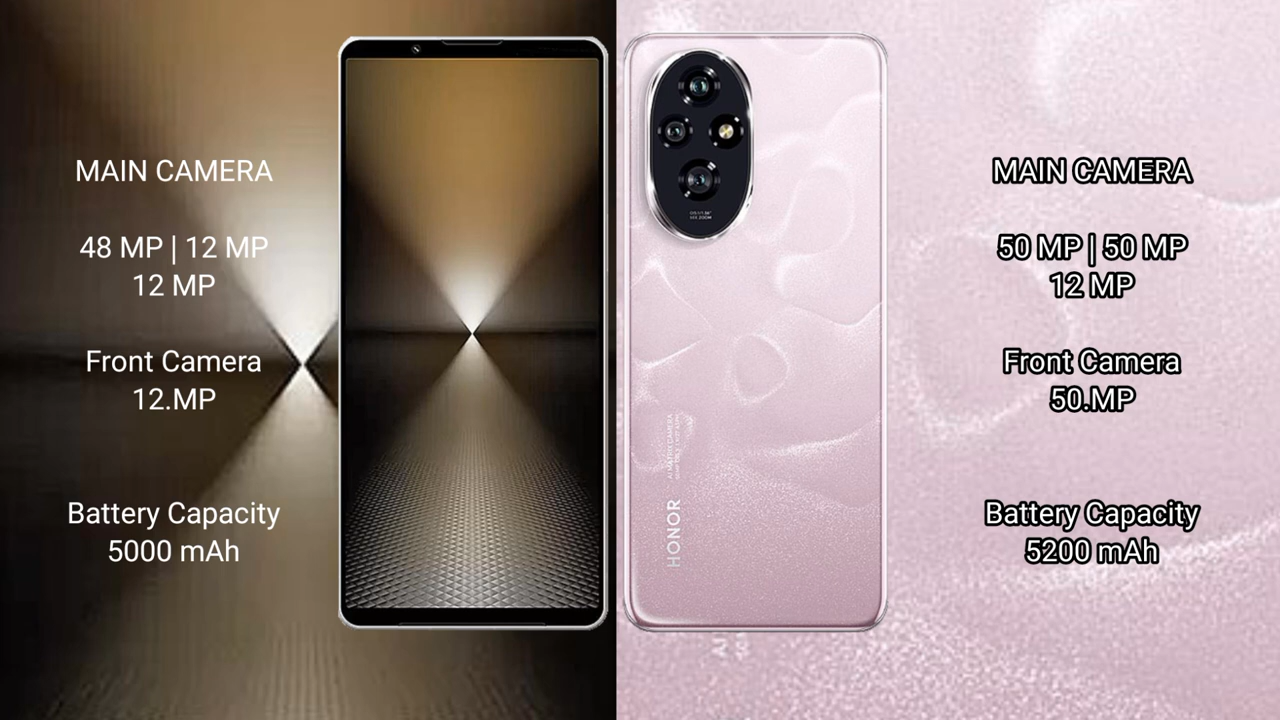 MAIN CAMERA
48 MP | 12 MP
12 MP
Front Camera
12.MP
Battery Capacity
5000 mAh
HONOR
MAIN CAMERA
50 MP | 50 MP
12 MP
Front Camera
50.MP
Battery Capacity
5200 mAh